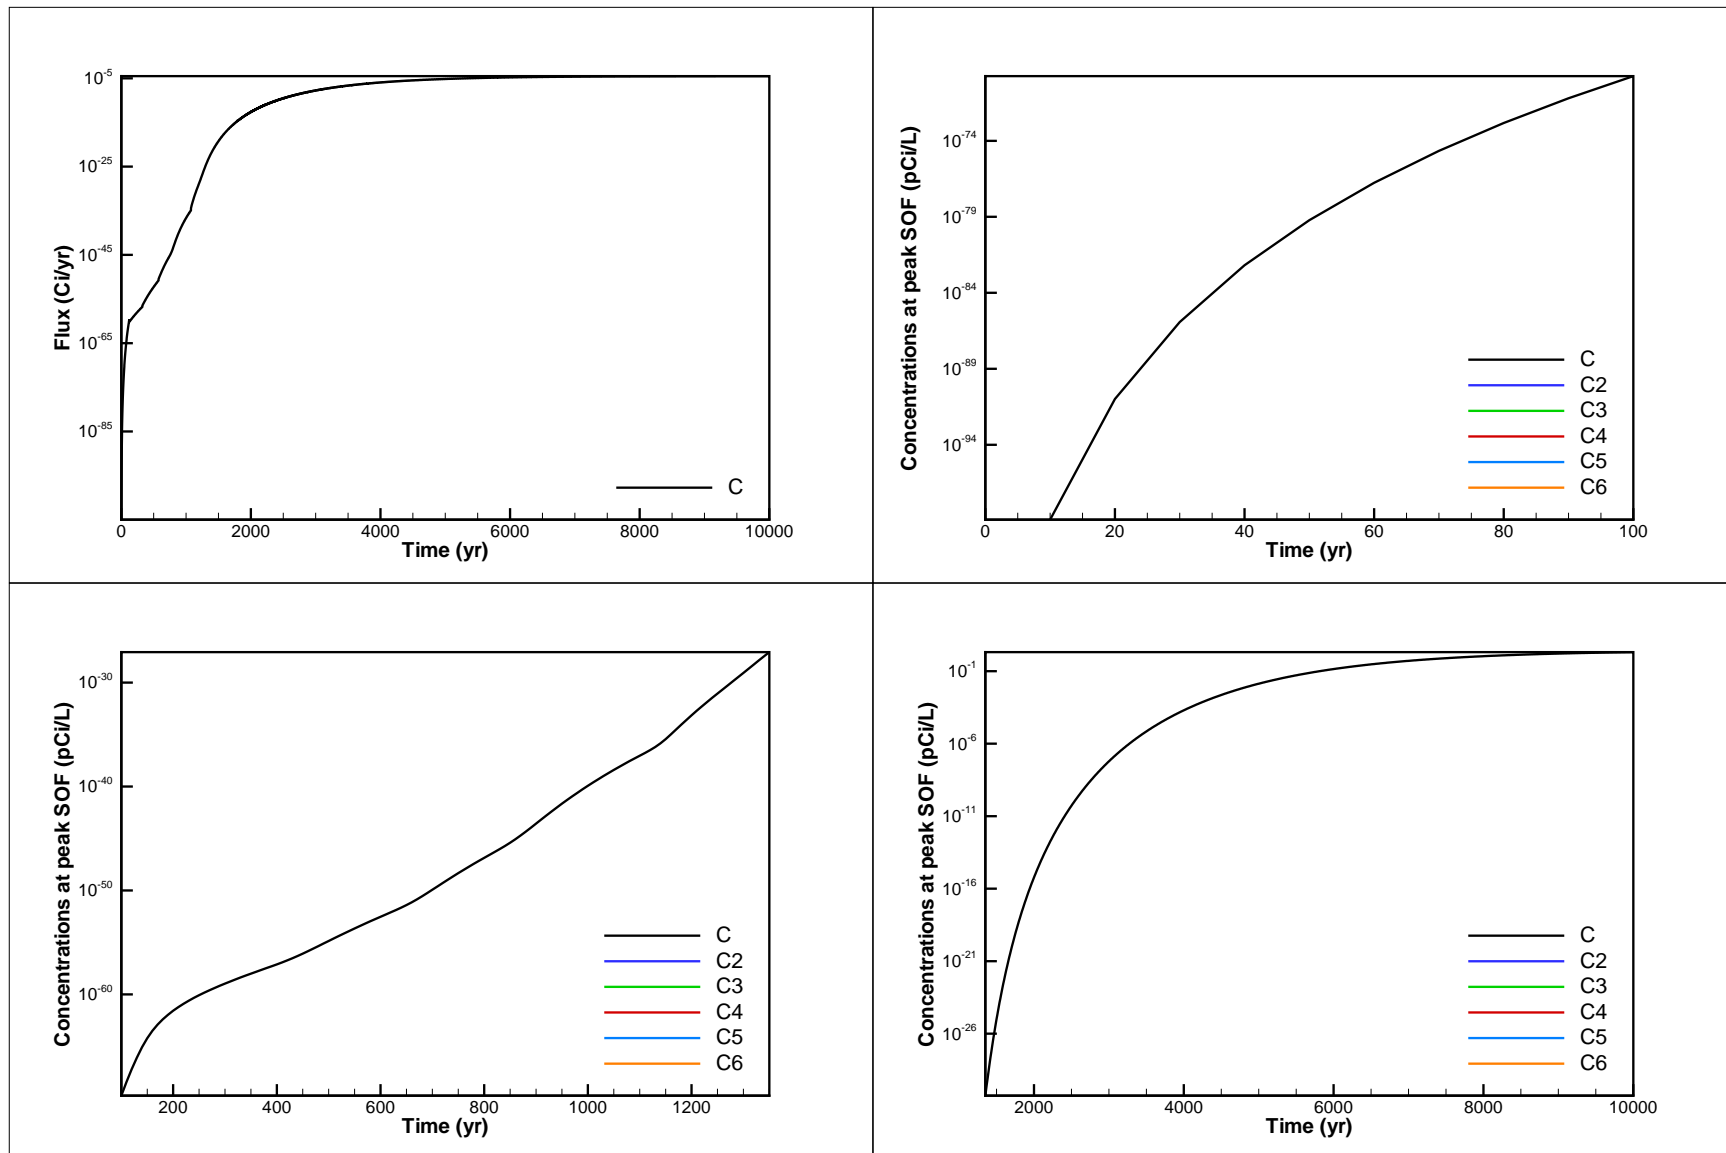 Flux (Ci/yr)
10^-5
10^-25
10^-45
10^-65
10^-85
C
0 2000 4000 6000 8000 10000
Time (yr)
Concentrations at peak SOF (pCi/L)
10^-74
10^-79
10^-84
10^-89
10^-94
C
C2
C3
C4
C5
C6
0 20 40 60 80 100
Time (yr)
Concentrations at peak SOF (pCi/L)
10^-30
10^-40
10^-50
10^-60
C
C2
C3
C4
C5
C6
200 400 600 800 1000 1200
Time (yr)
Concentrations at peak SOF (pCi/L)
10^-1
10^-6
10^-11
10^-16
10^-21
10^-26
C
C2
C3
C4
C5
C6
2000 4000 6000 8000 10000
Time (yr)